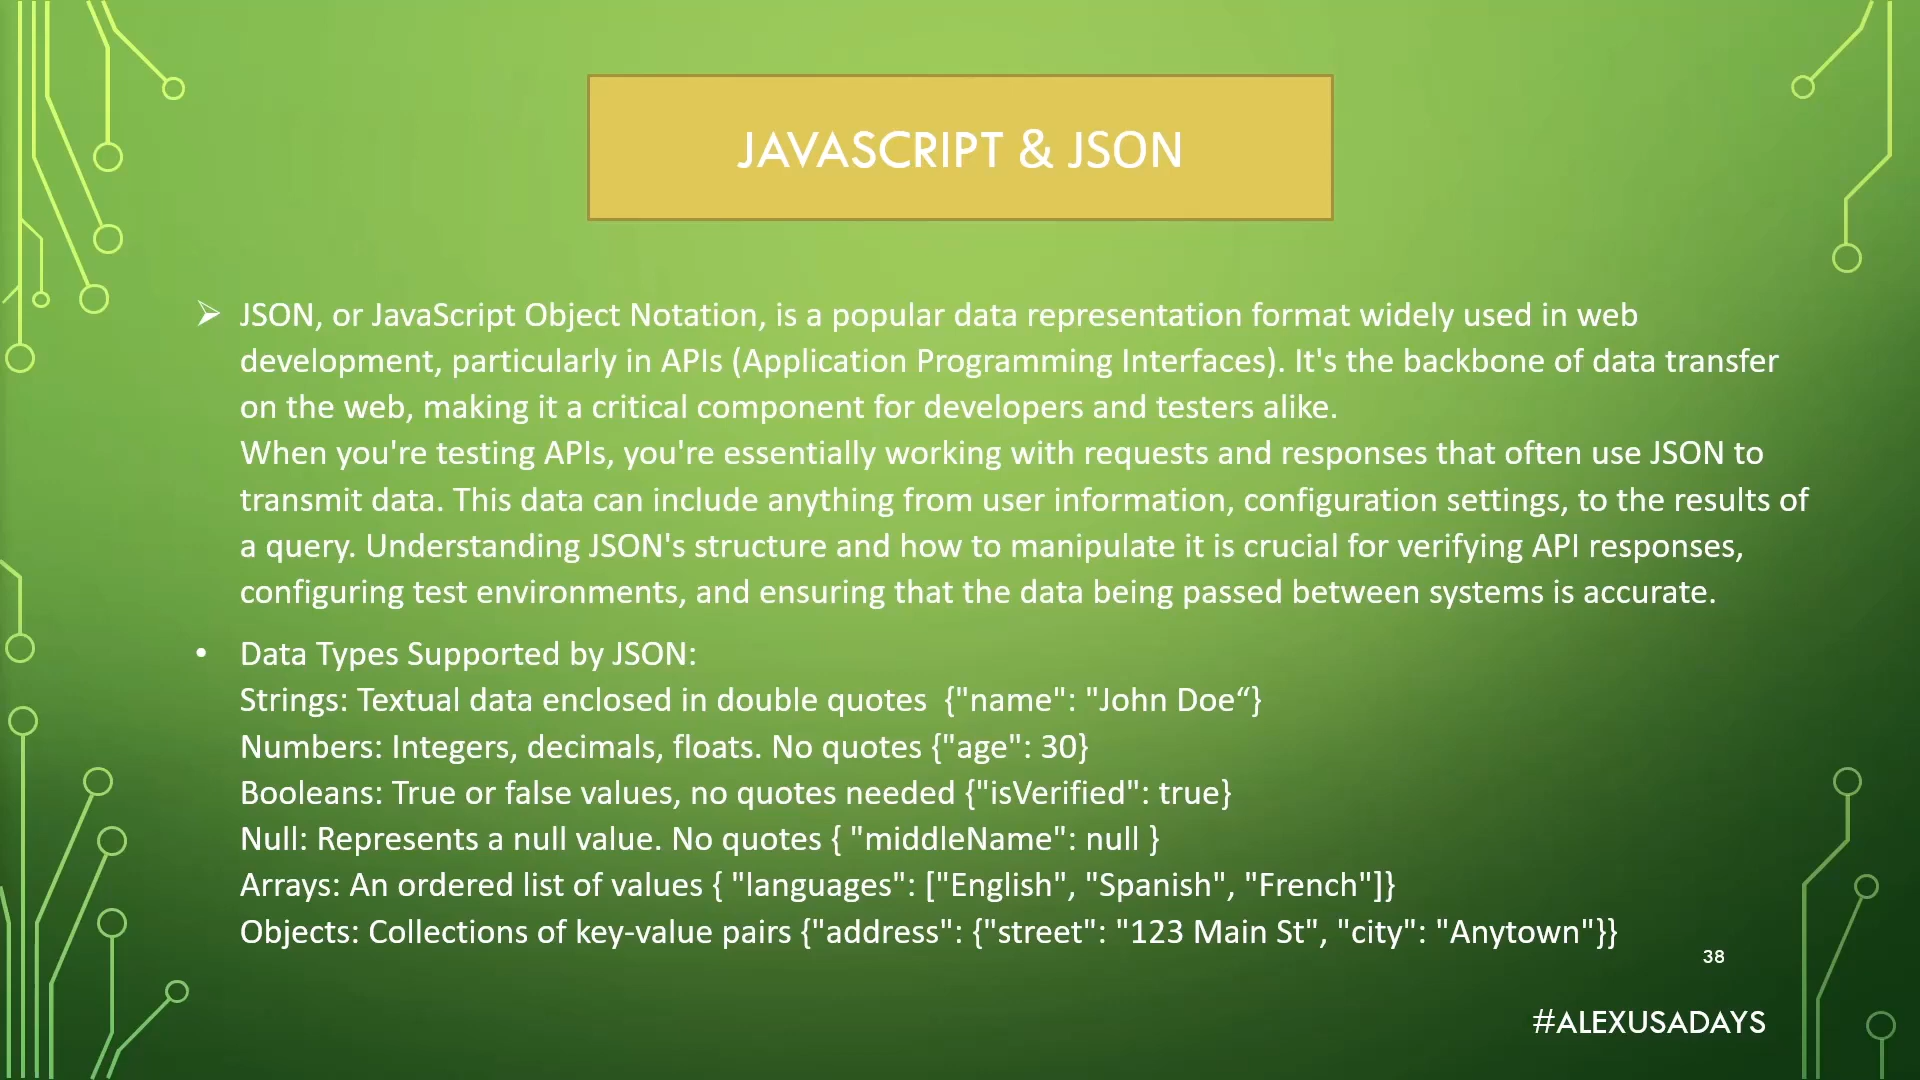 JAVASCRIPT & JSON
➢ JSON, or JavaScript Object Notation, is a popular data representation format widely used in web
development, particularly in APIs (Application Programming Interfaces). It's the backbone of data transfer
on the web, making it a critical component for developers and testers alike.
When you're testing APIs, you're essentially working with requests and responses that often use JSON to
transmit data. This data can include anything from user information, configuration settings, to the results of
a query. Understanding JSON's structure and how to manipulate it is crucial for verifying API responses,
configuring test environments, and ensuring that the data being passed between systems is accurate.
• Data Types Supported by JSON:
Strings: Textual data enclosed in double quotes  {"name": "John Doe“}
Numbers: Integers, decimals, floats. No quotes {"age": 30}
Booleans: True or false values, no quotes needed {"isVerified": true}
Null: Represents a null value. No quotes { "middleName": null }
Arrays: An ordered list of values { "languages": ["English", "Spanish", "French"]}
Objects: Collections of key-value pairs {"address": {"street": "123 Main St", "city": "Anytown"}}
38
#ALEXUSADAYS